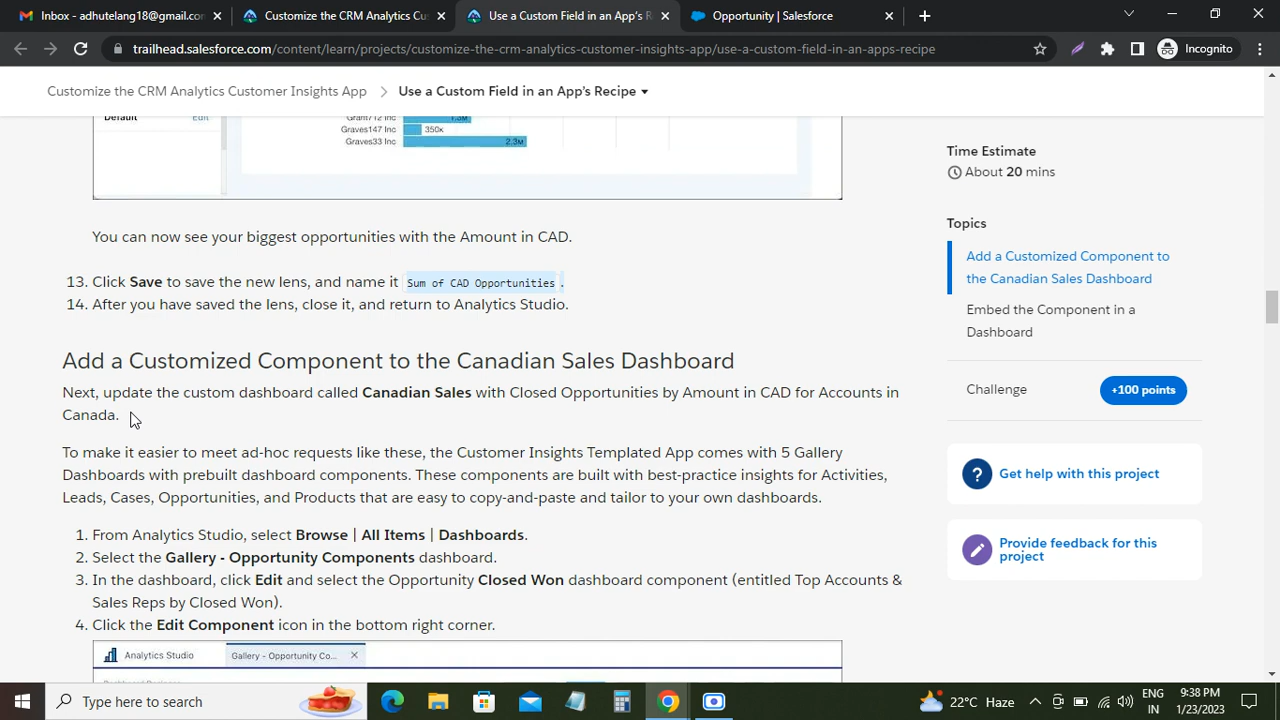 Inbox - adhutelang18@gmail.com
Customize the CRM Analytics Cu
Use a Custom Field in an App's R
Opportunity | Salesforce
trailhead.salesforce.com/content/learn/projects/customize-the-crm-analytics-customer-insights-app/use-a-custom-field-in-an-apps-recipe
Incognito
Customize the CRM Analytics Customer Insights App > Use a Custom Field in an App's Recipe
Default
Edit
Grant712 Inc 1.3M
Graves147 Inc 350k
Graves33 Inc 2.3M
You can now see your biggest opportunities with the Amount in CAD.
13. Click Save to save the new lens, and name it Sum of CAD Opportunities.
14. After you have saved the lens, close it, and return to Analytics Studio.
Add a Customized Component to the Canadian Sales Dashboard
Next, update the custom dashboard called Canadian Sales with Closed Opportunities by Amount in CAD for Accounts in
Canada.
To make it easier to meet ad-hoc requests like these, the Customer Insights Templated App comes with 5 Gallery
Dashboards with prebuilt dashboard components. These components are built with best-practice insights for Activities,
Leads, Cases, Opportunities, and Products that are easy to copy-and-paste and tailor to your own dashboards.
1. From Analytics Studio, select Browse | All Items | Dashboards.
2. Select the Gallery - Opportunity Components dashboard.
3. In the dashboard, click Edit and select the Opportunity Closed Won dashboard component (entitled Top Accounts &
Sales Reps by Closed Won).
4. Click the Edit Component icon in the bottom right corner.
Analytics Studio
Gallery - Opportunity Co...
Time Estimate
About 20 mins
Topics
Add a Customized Component to
the Canadian Sales Dashboard
Embed the Component in a
Dashboard
Challenge
+100 points
Get help with this project
Provide feedback for this
project
Type here to search
22°C Haze
ENG
IN
9:38 PM
1/23/2023